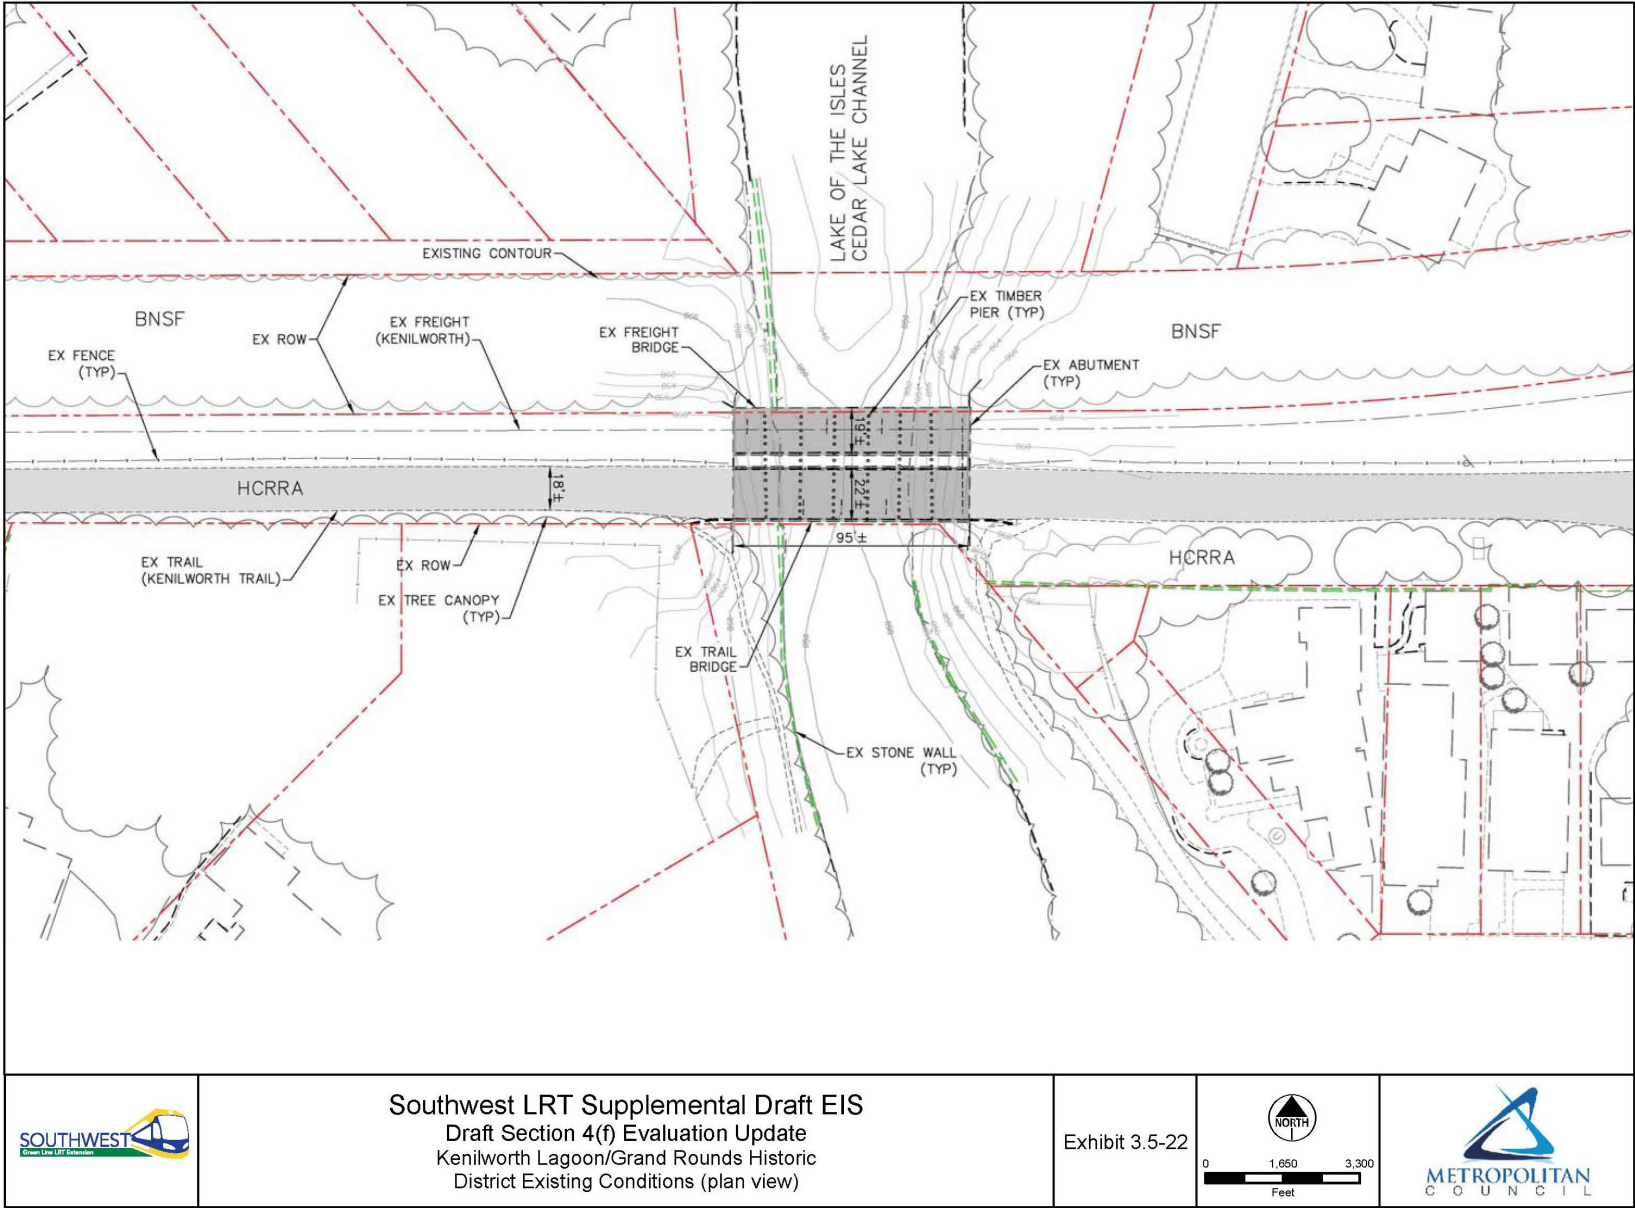 LAKE OF THE ISLES
CEDAR LAKE CHANNEL
EXISTING CONTOUR
BNSF
EX ROW
EX FREIGHT
(KENILWORTH)
EX FREIGHT
BRIDGE
EX TIMBER
PIER (TYP)
BNSF
EX FENCE
(TYP)
EX ABUTMENT
(TYP)
19'±
HCRRA
18'±
22'±
95'±
EX TRAIL
(KENILWORTH TRAIL)
EX ROW
EX TREE CANOPY
(TYP)
HCRRA
EX TRAIL
BRIDGE
EX STONE WALL
(TYP)
SOUTHWEST
Green Line LRT Extension
Southwest LRT Supplemental Draft EIS
Draft Section 4(f) Evaluation Update
Kenilworth Lagoon/Grand Rounds Historic
District Existing Conditions (plan view)
Exhibit 3.5-22
NORTH
0 1,650 3,300
Feet
METROPOLITAN
COUNCIL